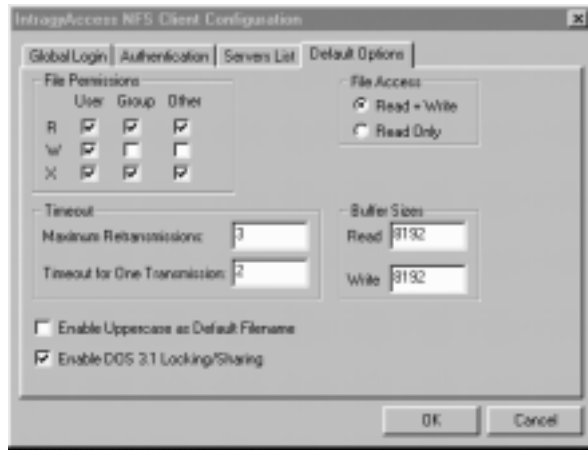 IntragyAccess NFS Client Configuration
Global Login Authentication Servers List Default Options
File Permissions
User Group Other
R
W
X
File Access
Read + Write
Read Only
Timeout
Maximum Retransmissions: 3
Timeout for One Transmission: 2
Buffer Sizes
Read 8192
Write 8192
Enable Uppercase as Default Filename
Enable DOS 3.1 Locking/Sharing
OK Cancel